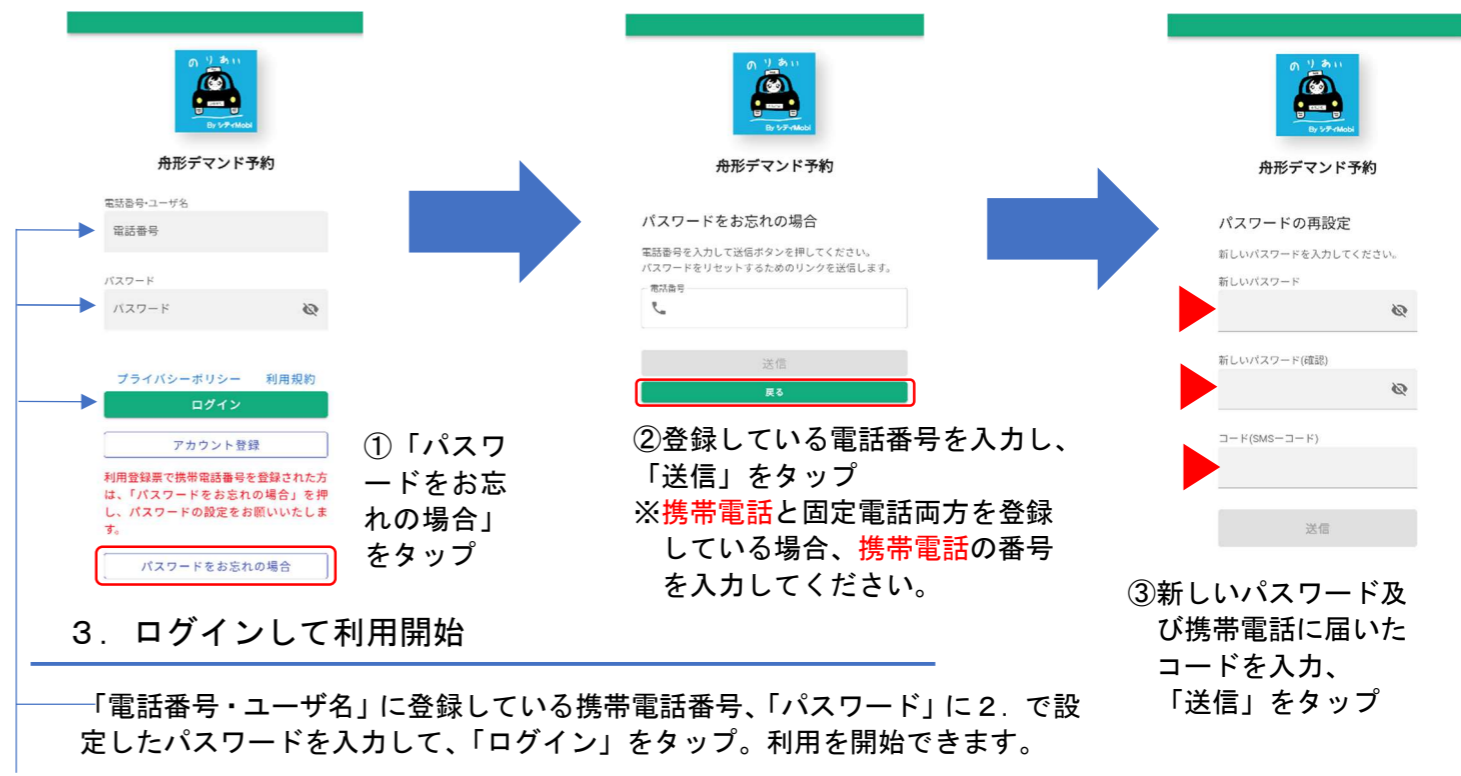 のりあい
By シティMobi
舟形デマンド予約
電話番号・ユーザ名
電話番号
パスワード
パスワード
プライバシーポリシー 利用規約
ログイン
アカウント登録
利用登録票で携帯電話番号を登録された方
は、「パスワードをお忘れの場合」を押
し、パスワードの設定をお願いいたしま
す。
パスワードをお忘れの場合
①「パスワ
ードをお忘
れの場合」
をタップ
のりあい
By シティMobi
舟形デマンド予約
パスワードをお忘れの場合
電話番号を入力して送信ボタンを押してください。
パスワードをリセットするためのリンクを送信します。
電話番号
送信
戻る
②登録している電話番号を入力し、
「送信」をタップ
※携帯電話と固定電話両方を登録
している場合、携帯電話の番号
を入力してください。
のりあい
By シティMobi
舟形デマンド予約
パスワードの再設定
新しいパスワードを入力してください。
新しいパスワード
新しいパスワード(確認)
コード(SMSーコード)
送信
③新しいパスワード及
び携帯電話に届いた
コードを入力、
「送信」をタップ
３．ログインして利用開始
「電話番号・ユーザ名」に登録している携帯電話番号、「パスワード」に２．で設
定したパスワードを入力して、「ログイン」をタップ。利用を開始できます。